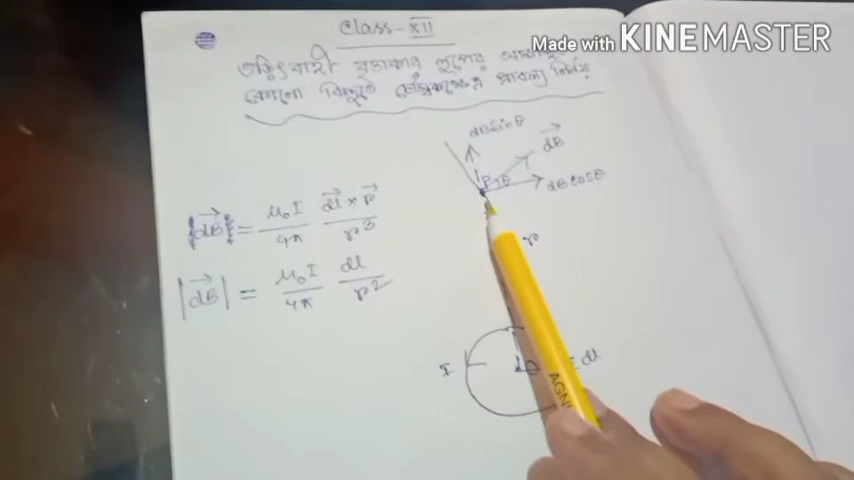 Class-XII
Made with KINEMASTER
তড়িৎবাহী বৃত্তাকার লুপের
কোনো বিন্দুতে চৌম্বকক্ষেত্র প্রাবল্য নির্ণয়
dB sinθ
dB
P θ
dB cosθ
dB = μ₀I/4π dl × r/r³
r
|dB| = μ₀I/4π dl/r²
I
I dl
AGNI